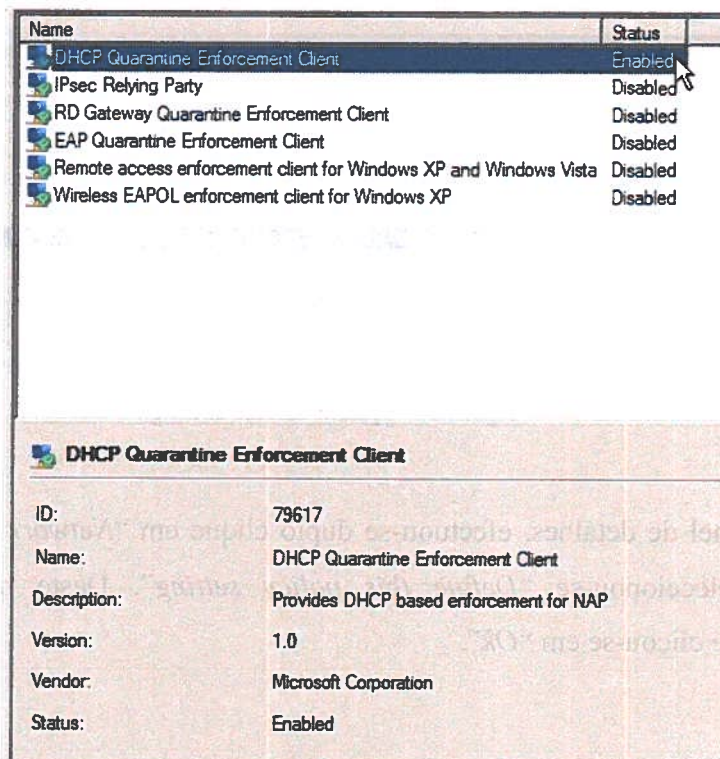 Name Status
DHCP Quarantine Enforcement Client Enabled
IPsec Relying Party Disabled
RD Gateway Quarantine Enforcement Client Disabled
EAP Quarantine Enforcement Client Disabled
Remote access enforcement client for Windows XP and Windows Vista Disabled
Wireless EAPOL enforcement client for Windows XP Disabled
DHCP Quarantine Enforcement Client
ID: 79617
Name: DHCP Quarantine Enforcement Client
Description: Provides DHCP based enforcement for NAP
Version: 1.0
Vendor: Microsoft Corporation
Status: Enabled